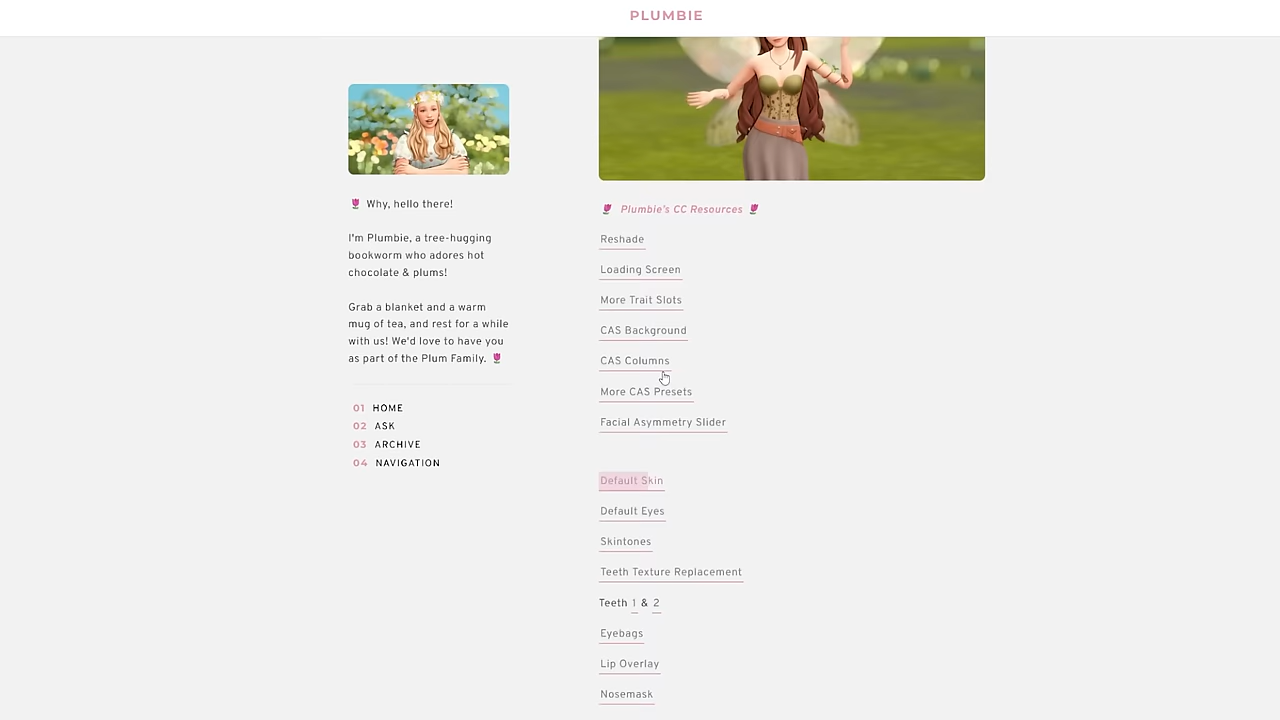 PLUMBIE
🌷 Why, hello there!
I'm Plumbie, a tree-hugging
bookworm who adores hot
chocolate & plums!
Grab a blanket and a warm
mug of tea, and rest for a while
with us! We'd love to have you
as part of the Plum Family. 🌷
01 HOME
02 ASK
03 ARCHIVE
04 NAVIGATION
🌷 Plumbie's CC Resources 🌷
Reshade
Loading Screen
More Trait Slots
CAS Background
CAS Columns
More CAS Presets
Facial Asymmetry Slider
Default Skin
Default Eyes
Skintones
Teeth Texture Replacement
Teeth 1 & 2
Eyebags
Lip Overlay
Nosemask